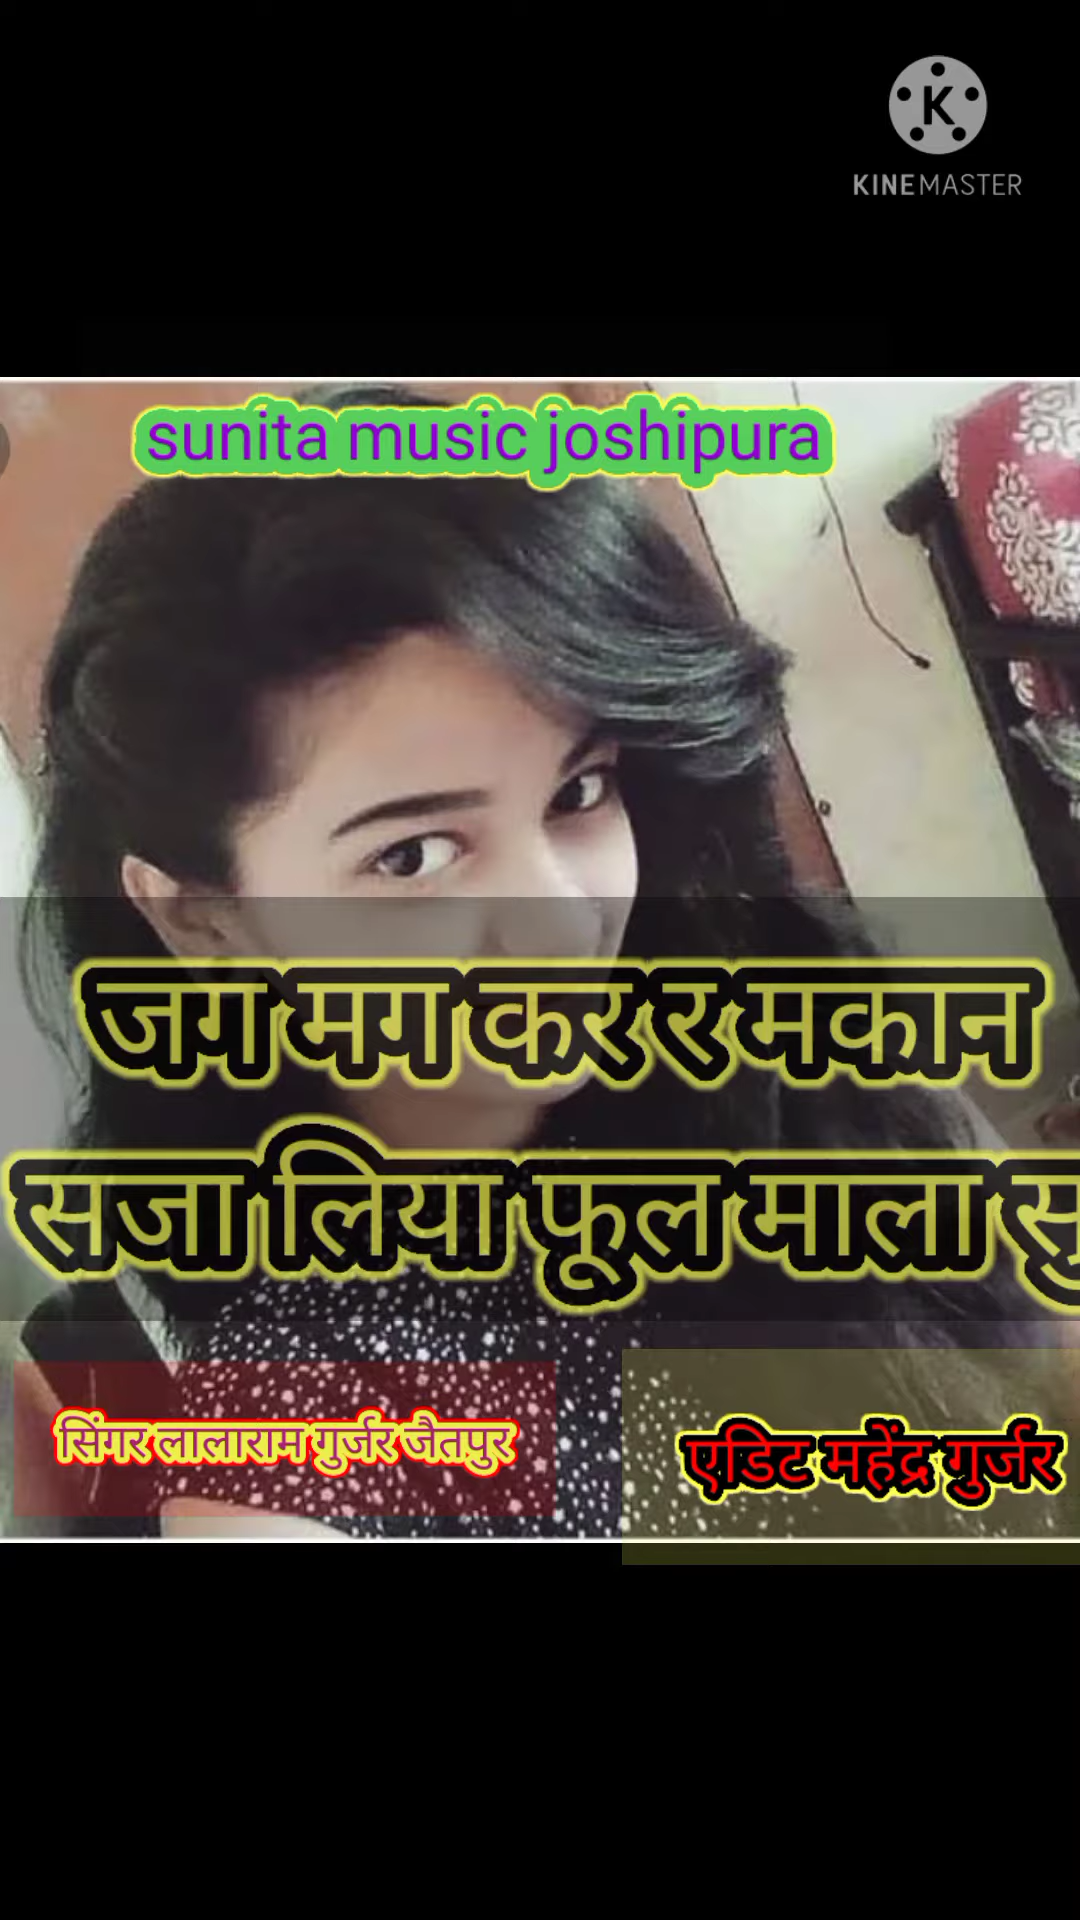 KINEMASTER
sunita music joshipura
जग मग कर र मकान
सजा लिया फूल माला सु
सिंगर लालाराम गुर्जर जैतपुर
एडिट महेंद्र गुर्जर